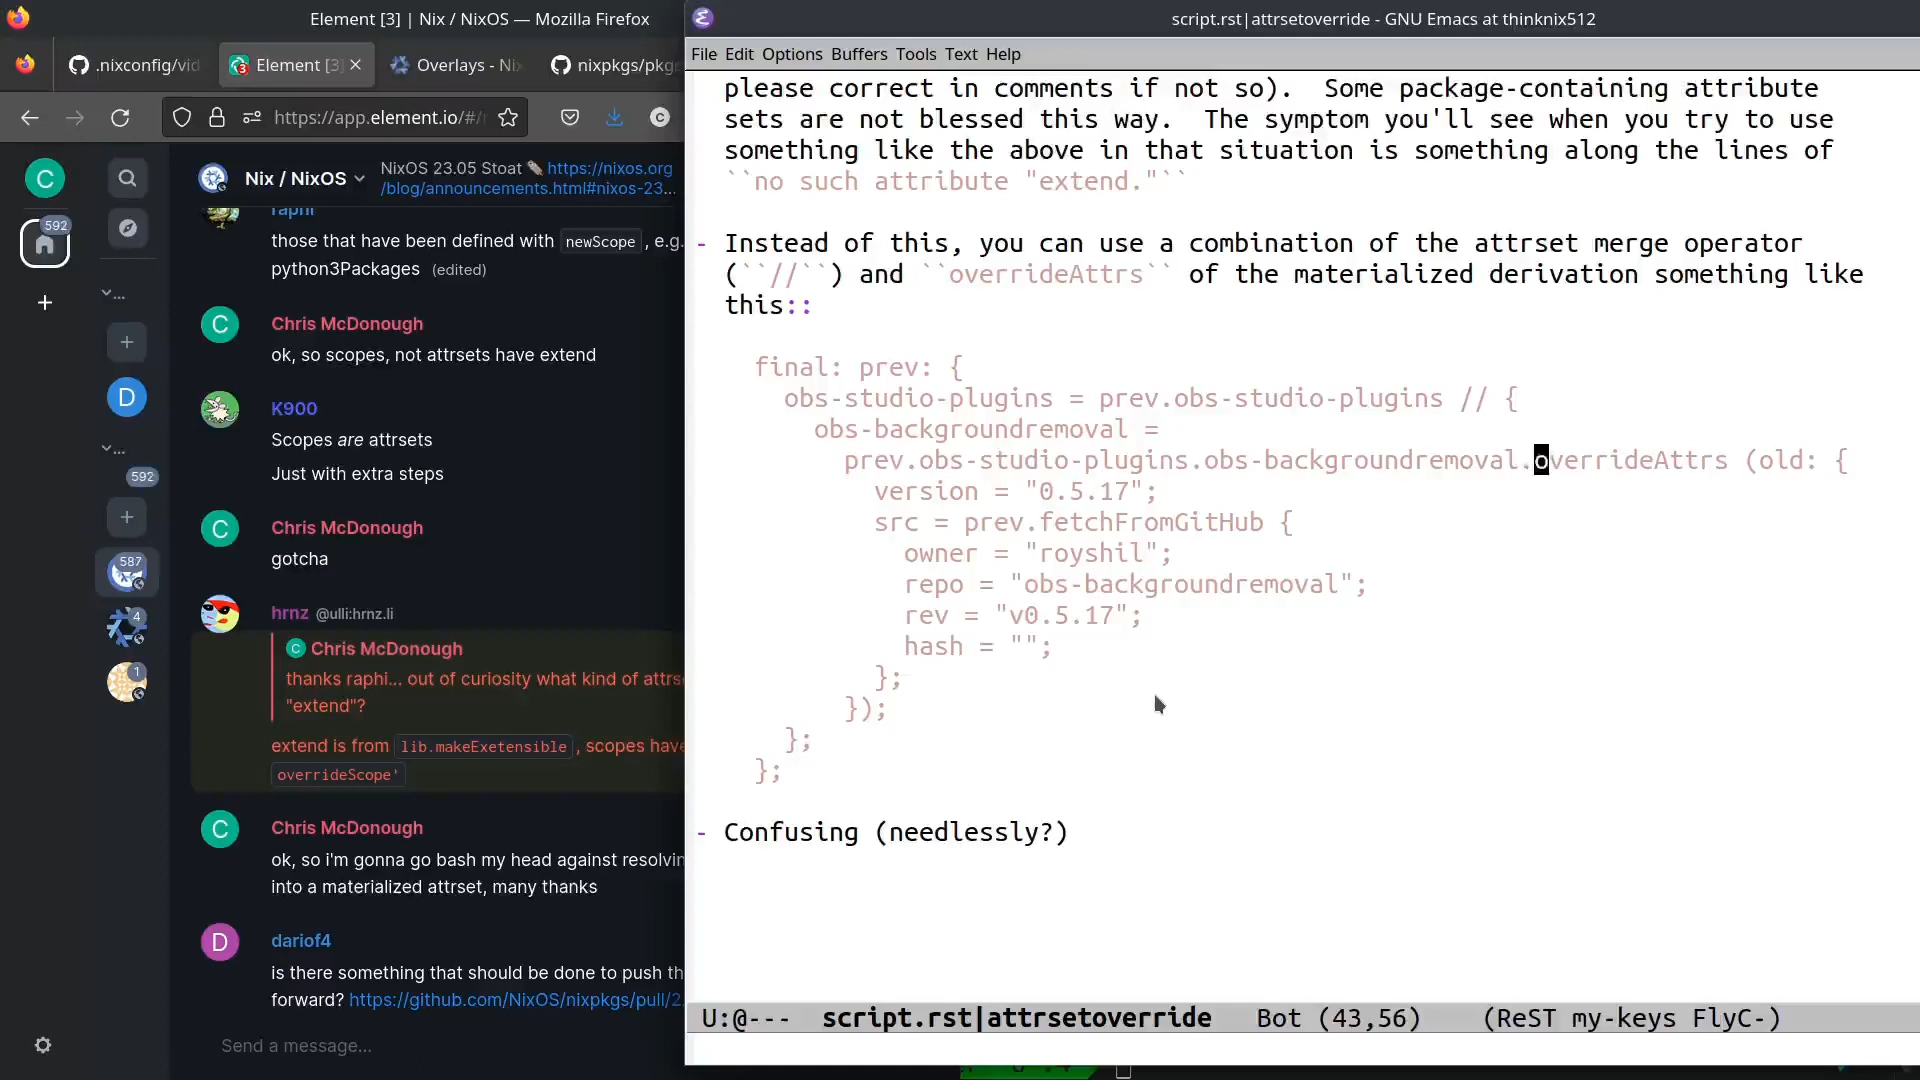 Element [3] | Nix / NixOS — Mozilla Firefox
.nixconfig/vid
Element [3]
Overlays - Nix
nixpkgs/pkg
https://app.element.io/#/
C
C
592
592
D
587
4
1
Nix / NixOS
NixOS 23.05 Stoat https://nixos.org
/blog/announcements.html#nixos-23...
raphi
those that have been defined with newScope, e.g.
python3Packages (edited)
C
Chris McDonough
ok, so scopes, not attrsets have extend
K900
Scopes are attrsets
Just with extra steps
C
Chris McDonough
gotcha
hrnz @ulli:hrnz.li
C Chris McDonough
thanks raphi... out of curiosity what kind of attrs
"extend"?
extend is from lib.makeExetensible, scopes have
overrideScope'
C
Chris McDonough
ok, so i'm gonna go bash my head against resolvin
into a materialized attrset, many thanks
D
dariof4
is there something that should be done to push th
forward? https://github.com/NixOS/nixpkgs/pull/2
Send a message...
script.rst|attrsetoverride - GNU Emacs at thinknix512
File Edit Options Buffers Tools Text Help
please correct in comments if not so). Some package-containing attribute
sets are not blessed this way. The symptom you'll see when you try to use
something like the above in that situation is something along the lines of
``no such attribute "extend."``
- Instead of this, you can use a combination of the attrset merge operator
(``//``) and ``overrideAttrs`` of the materialized derivation something like
this::
final: prev: {
obs-studio-plugins = prev.obs-studio-plugins // {
obs-backgroundremoval =
prev.obs-studio-plugins.obs-backgroundremoval.overrideAttrs (old: {
version = "0.5.17";
src = prev.fetchFromGitHub {
owner = "royshil";
repo = "obs-backgroundremoval";
rev = "v0.5.17";
hash = "";
};
});
};
};
- Confusing (needlessly?)
U:@--- script.rst|attrsetoverride Bot (43,56) (ReST my-keys FlyC-)